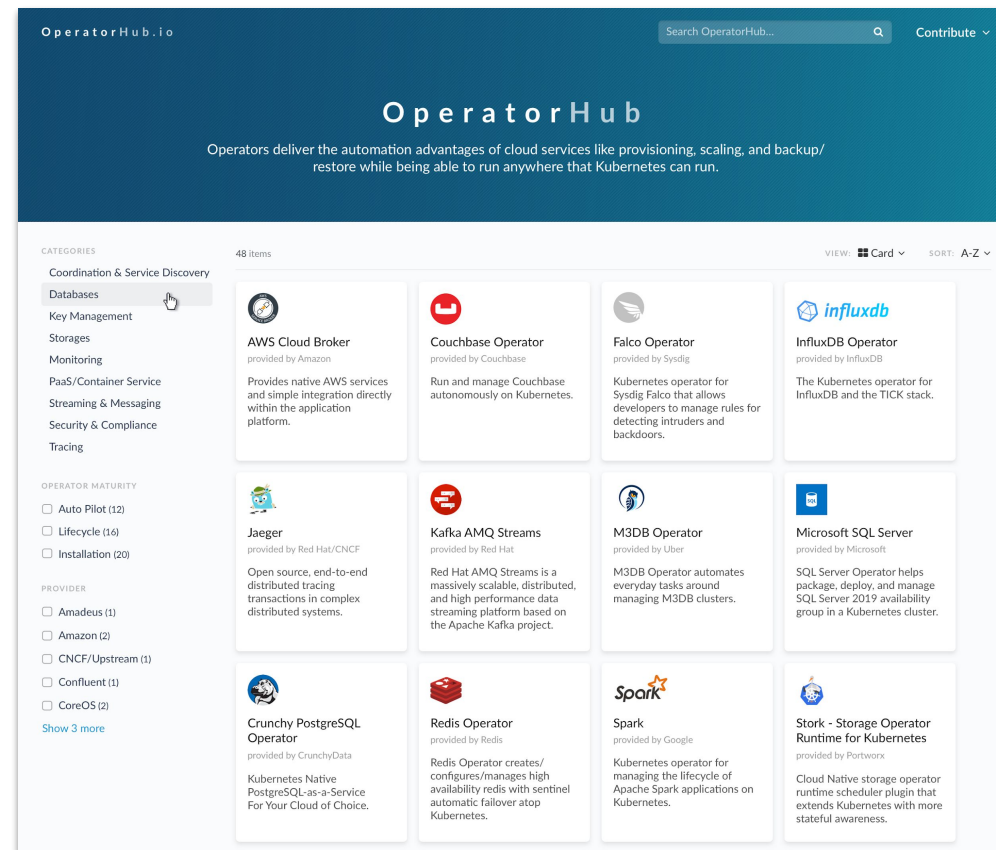 OperatorHub.io
Search OperatorHub...
Contribute
OperatorHub
Operators deliver the automation advantages of cloud services like provisioning, scaling, and backup/
restore while being able to run anywhere that Kubernetes can run.
CATEGORIES
Coordination & Service Discovery
Databases
Key Management
Storages
Monitoring
PaaS/Container Service
Streaming & Messaging
Security & Compliance
Tracing
OPERATOR MATURITY
Auto Pilot (12)
Lifecycle (16)
Installation (20)
PROVIDER
Amadeus (1)
Amazon (2)
CNCF/Upstream (1)
Confluent (1)
CoreOS (2)
Show 3 more
48 items
VIEW: Card
SORT: A-Z
AWS Cloud Broker
provided by Amazon
Provides native AWS services
and simple integration directly
within the application
platform.
Couchbase Operator
provided by Couchbase
Run and manage Couchbase
autonomously on Kubernetes.
Falco Operator
provided by Sysdig
Kubernetes operator for
Sysdig Falco that allows
developers to manage rules for
detecting intruders and
backdoors.
influxdb
InfluxDB Operator
provided by InfluxDB
The Kubernetes operator for
InfluxDB and the TICK stack.
Jaeger
provided by Red Hat/CNCF
Open source, end-to-end
distributed tracing
transactions in complex
distributed systems.
Kafka AMQ Streams
provided by Red Hat
Red Hat AMQ Streams is a
massively scalable, distributed,
and high performance data
streaming platform based on
the Apache Kafka project.
M3DB Operator
provided by Uber
M3DB Operator automates
everyday tasks around
managing M3DB clusters.
SQL
Microsoft SQL Server
provided by Microsoft
SQL Server Operator helps
package, deploy, and manage
SQL Server 2019 availability
group in a Kubernetes cluster.
Crunchy PostgreSQL
Operator
provided by CrunchyData
Kubernetes Native
PostgreSQL-as-a-Service
For Your Cloud of Choice.
Redis Operator
provided by Redis
Redis Operator creates/
configures/manages high
availability redis with sentinel
automatic failover atop
Kubernetes.
Spark
Spark
provided by Google
Kubernetes operator for
managing the lifecycle of
Apache Spark applications on
Kubernetes.
Stork - Storage Operator
Runtime for Kubernetes
provided by Portworx
Cloud Native storage operator
runtime scheduler plugin that
extends Kubernetes with more
stateful awareness.